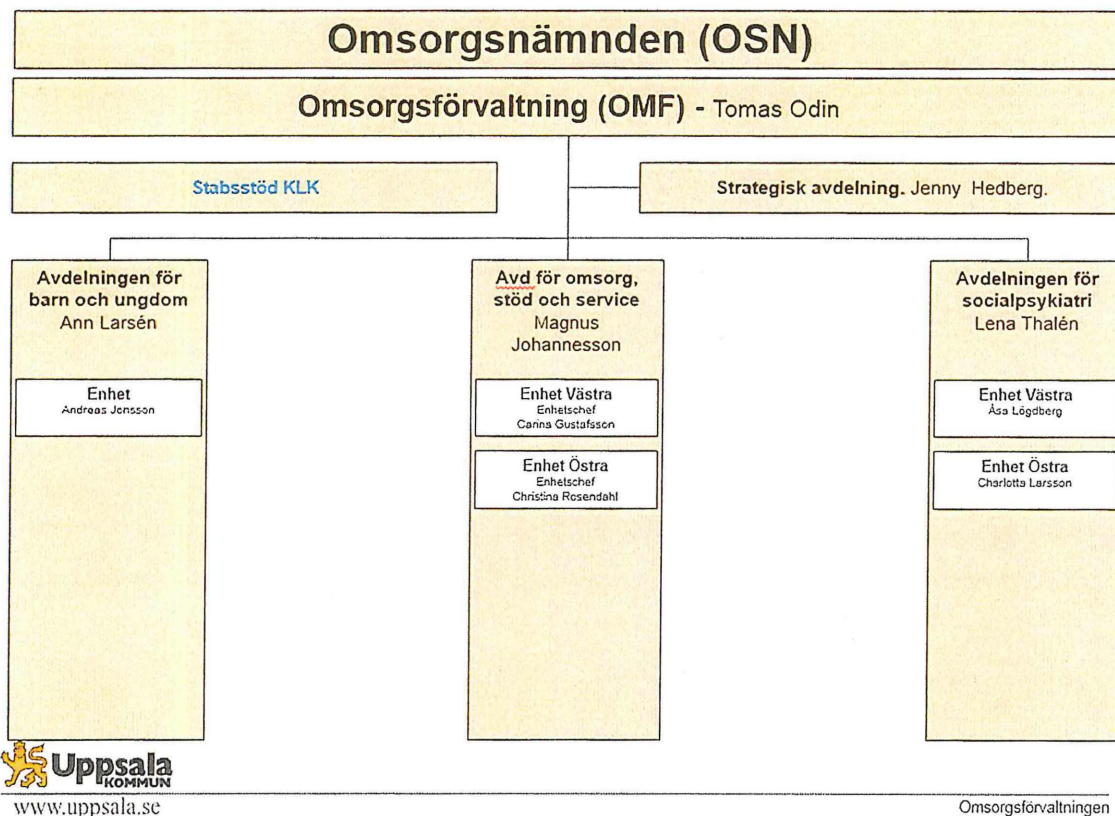 Omsorgsnämnden (OSN)
Omsorgsförvaltning (OMF) - Tomas Odin
Stabsstöd KLK
Strategisk avdelning. Jenny Hedberg.
Avdelningen för
barn och ungdom
Ann Larsén
Enhet
Andreas Jonsson
Avd för omsorg,
stöd och service
Magnus
Johannesson
Enhet Västra
Enhetschef
Carina Gustafsson
Enhet Östra
Enhetschef
Christina Rosendahl
Avdelningen för
socialpsykiatri
Lena Thalén
Enhet Västra
Åsa Lögdberg
Enhet Östra
Charlotta Larsson
Uppsala
KOMMUN
www.uppsala.se
Omsorgsförvaltningen